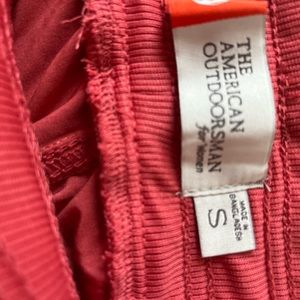 THE
AMERICAN
OUTDOORSMAN
for women
S
MADE IN
BANGLADESH